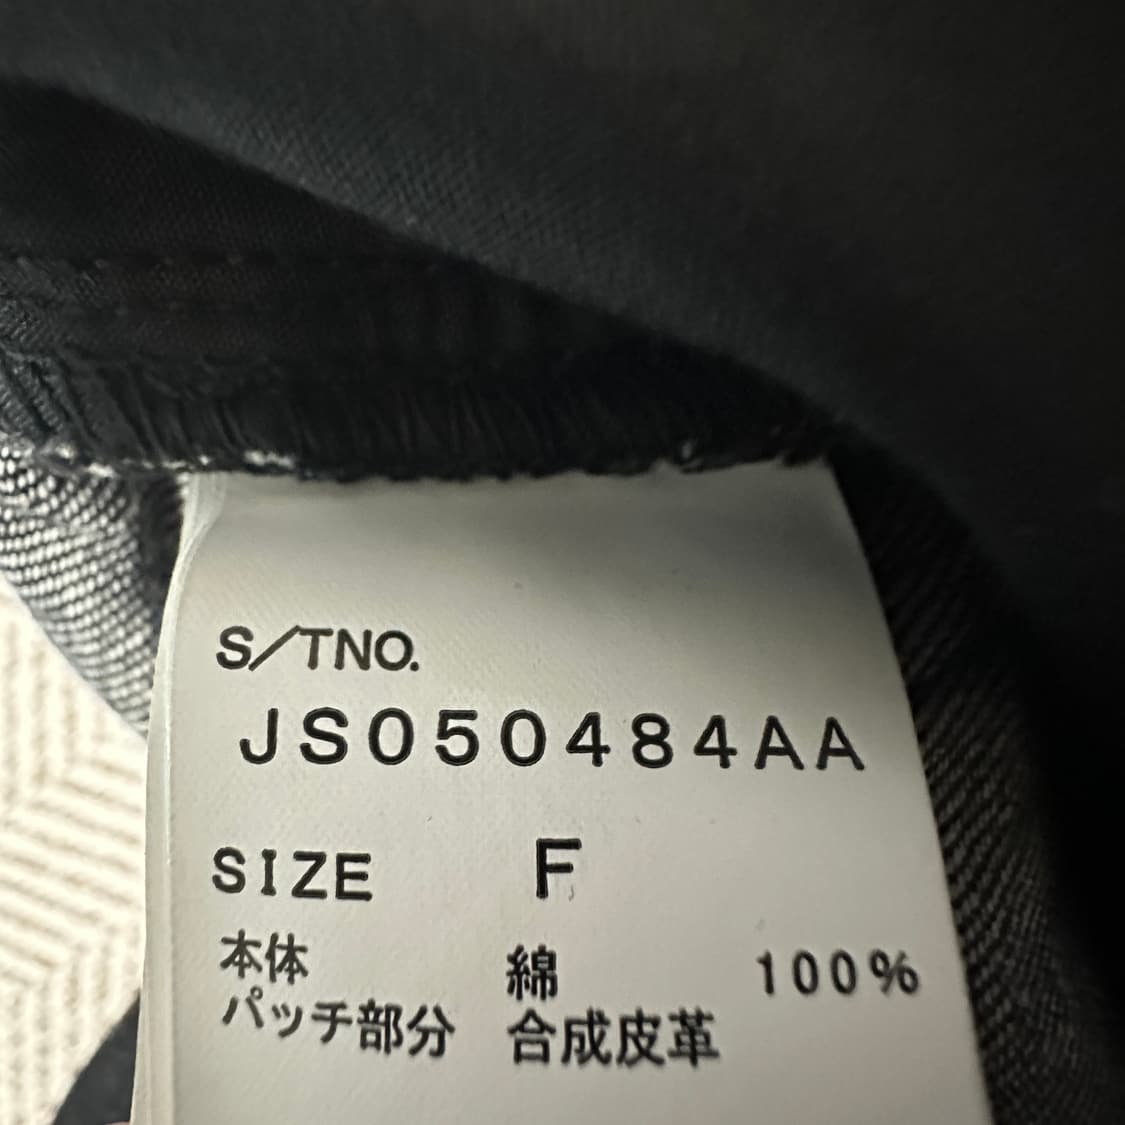 S/TNO.
JS050484AA
SIZE F
本体 綿 100%
パッチ部分 合成皮革